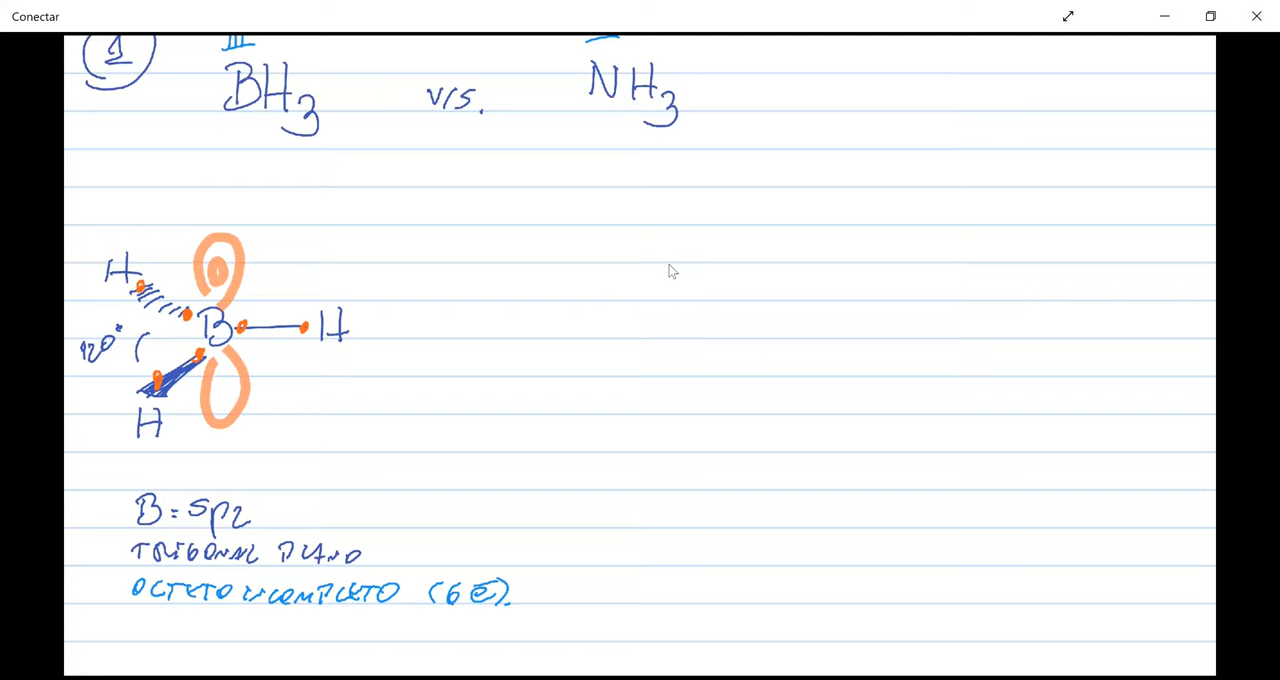 Conectar
1 III
BH3 v/s. NH3
H
B H
120° (
H
B = sp2
TRIGONAL PLANO
OCTETO INCOMPLETO (6 ē).